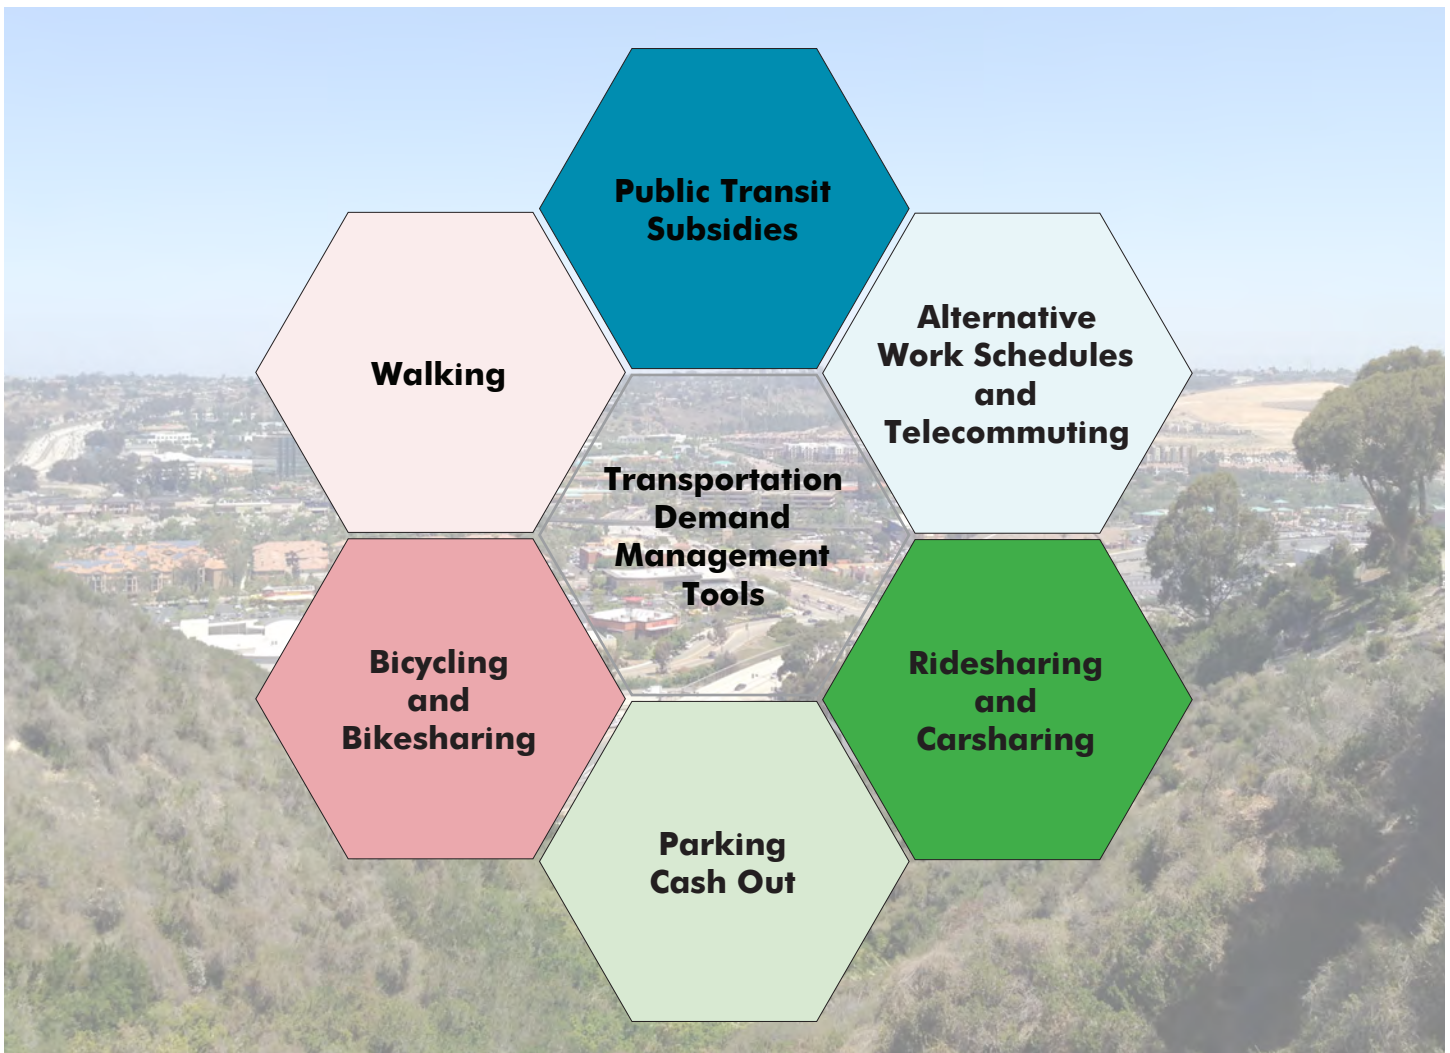 Public Transit
Subsidies
Alternative
Work Schedules
and
Telecommuting
Walking
Transportation
Demand
Management
Tools
Bicycling
and
Bikesharing
Ridesharing
and
Carsharing
Parking
Cash Out